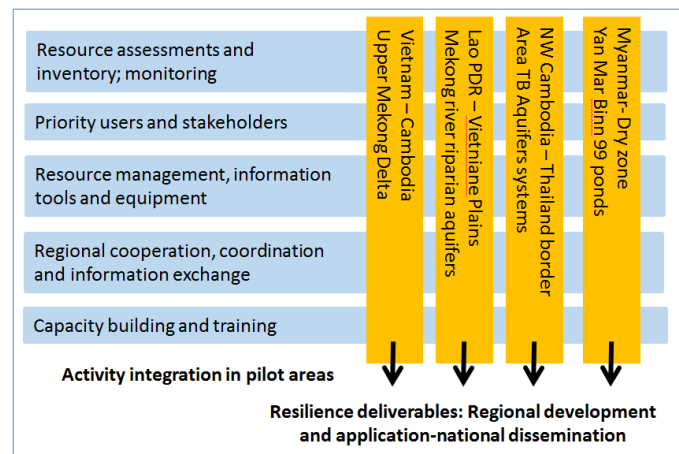 Resource assessments and
inventory; monitoring
Priority users and stakeholders
Resource management, information
tools and equipment
Regional cooperation, coordination
and information exchange
Capacity building and training
Vietnam – Cambodia
Upper Mekong Delta
Lao PDR – Vietniane Plains
Mekong river riparian aquifers
NW Cambodia – Thailand border
Area TB Aquifers systems
Myanmar- Dry zone
Yan Mar Binn 99 ponds
Activity integration in pilot areas
Resilience deliverables: Regional development
and application-national dissemination